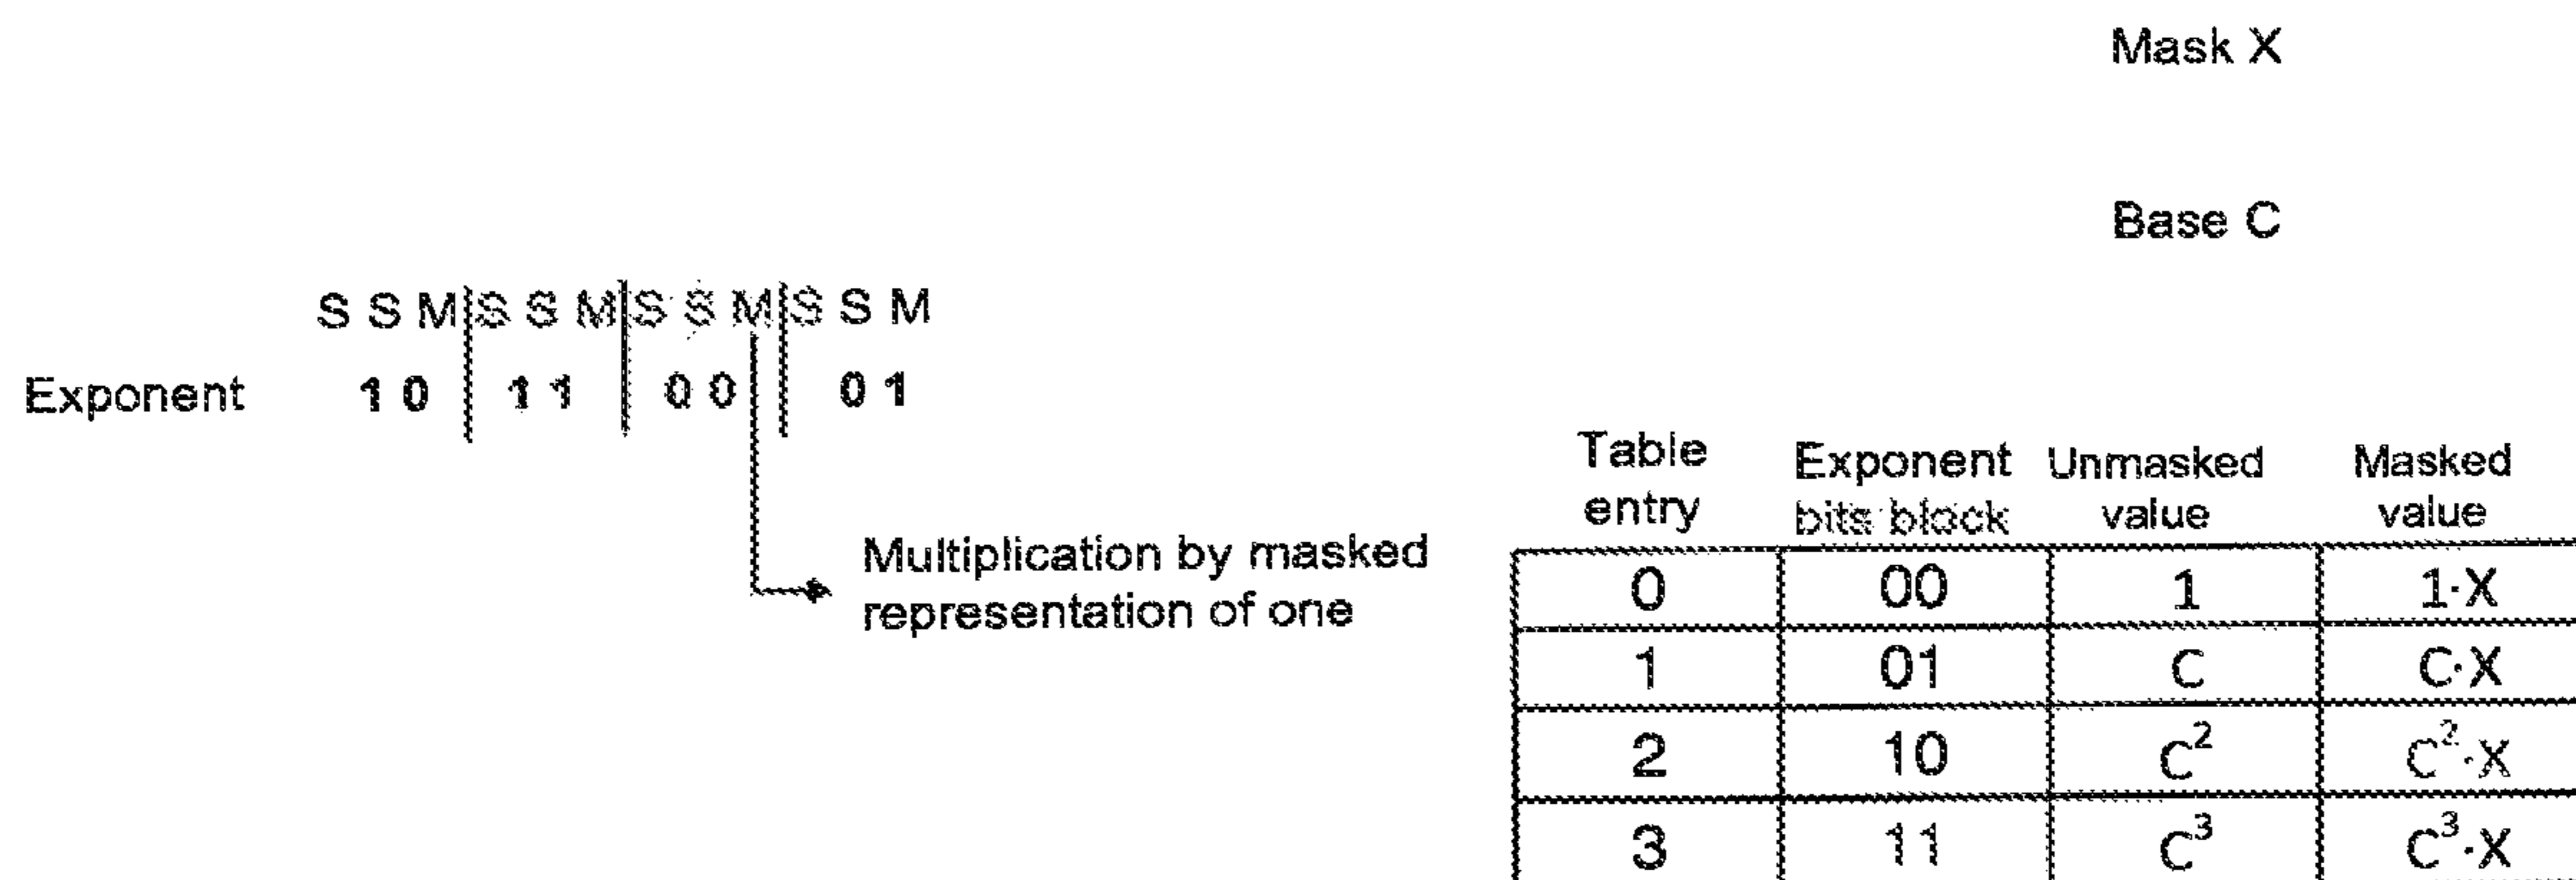 Mask X
Base C
S S M S S M S S M S S M
Exponent 1 0 1 1 0 0 0 1
Multiplication by masked
representation of one
Table entry Exponent bits block Unmasked value Masked value
0 00 1 1·X
1 01 C C·X
2 10 C² C²·X
3 11 C³ C³·X